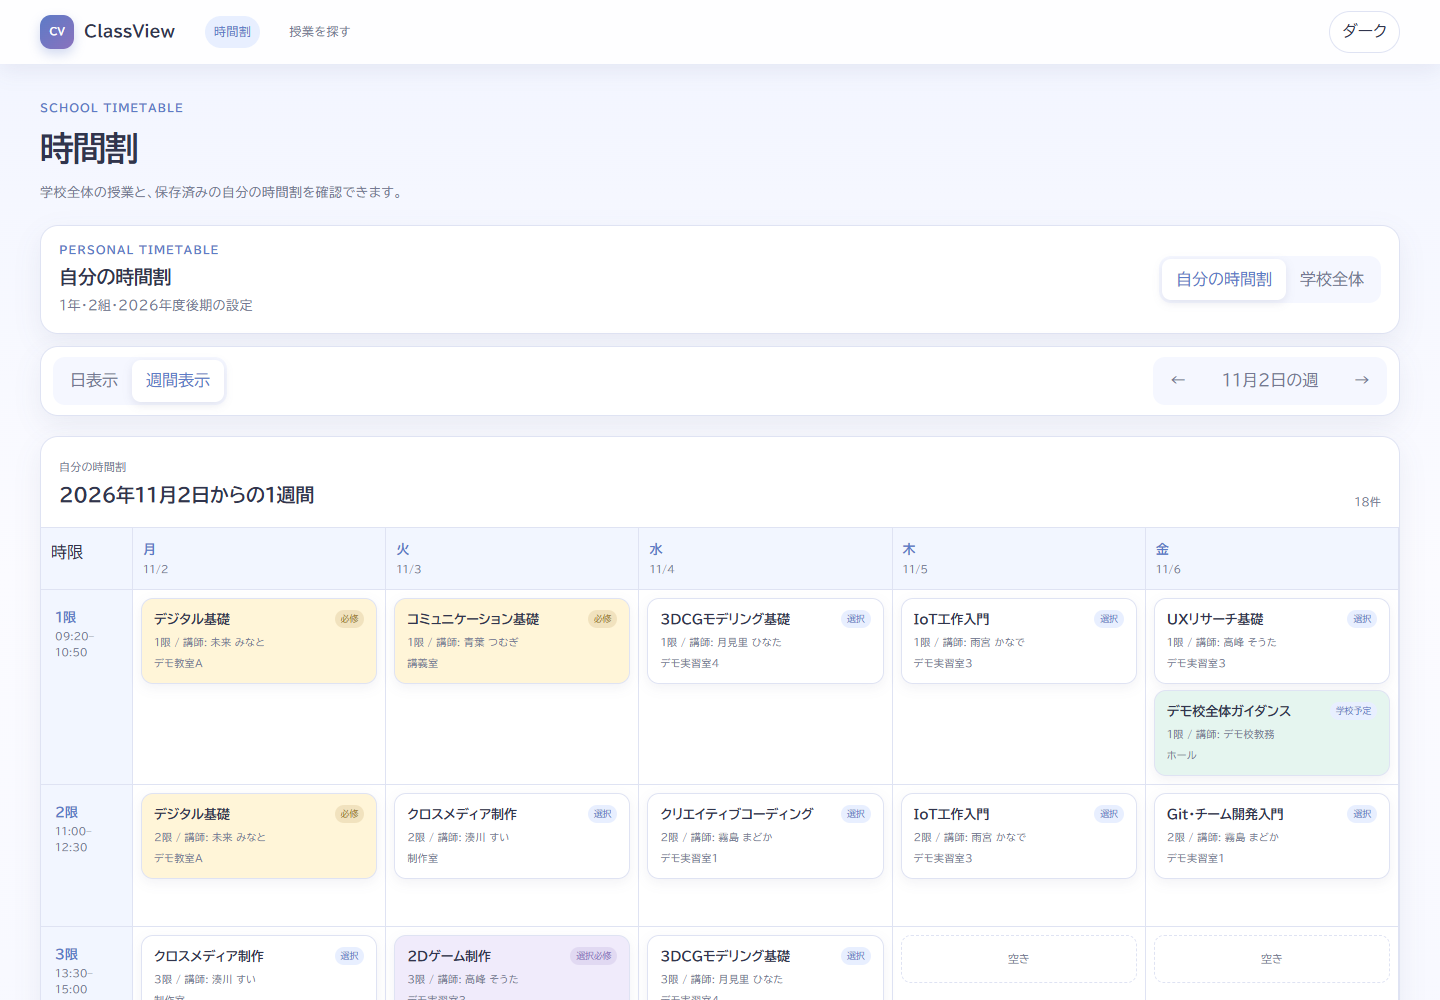 CV ClassView 時間割 授業を探す ダーク
SCHOOL TIMETABLE
時間割
学校全体の授業と、保存済みの自分の時間割を確認できます。
PERSONAL TIMETABLE
自分の時間割
1年・2組・2026年度後期の設定
自分の時間割 学校全体
日表示 週間表示
← 11月2日の週 →
自分の時間割
2026年11月2日からの1週間
18件
時限
月
11/2
火
11/3
水
11/4
木
11/5
金
11/6
1限
09:20–
10:50
デジタル基礎 必修
1限 / 講師: 未来 みなと
デモ教室A
コミュニケーション基礎 必修
1限 / 講師: 青葉 つむぎ
講義室
3DCGモデリング基礎 選択
1限 / 講師: 月見里 ひなた
デモ実習室4
IoT工作入門 選択
1限 / 講師: 雨宮 かなで
デモ実習室3
UXリサーチ基礎 選択
1限 / 講師: 高峰 そうた
デモ実習室3
デモ校全体ガイダンス 学校予定
1限 / 講師: デモ校教務
ホール
2限
11:00–
12:30
デジタル基礎 必修
2限 / 講師: 未来 みなと
デモ教室A
クロスメディア制作 選択
2限 / 講師: 湊川 すい
制作室
クリエイティブコーディング 選択
2限 / 講師: 霧島 まどか
デモ実習室1
IoT工作入門 選択
2限 / 講師: 雨宮 かなで
デモ実習室3
Git・チーム開発入門 選択
2限 / 講師: 霧島 まどか
デモ実習室1
3限
13:30–
15:00
クロスメディア制作 選択
3限 / 講師: 湊川 すい
制作室
2Dゲーム制作 選択必修
3限 / 講師: 高峰 そうた
デモ実習室3
3DCGモデリング基礎 選択
3限 / 講師: 月見里 ひなた
デモ実習室4
空き
空き